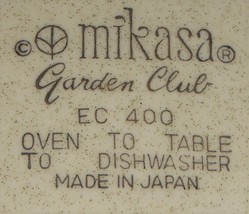 © mikasa®
Garden Club
EC 400
OVEN TO TABLE
TO DISHWASHER
MADE IN JAPAN